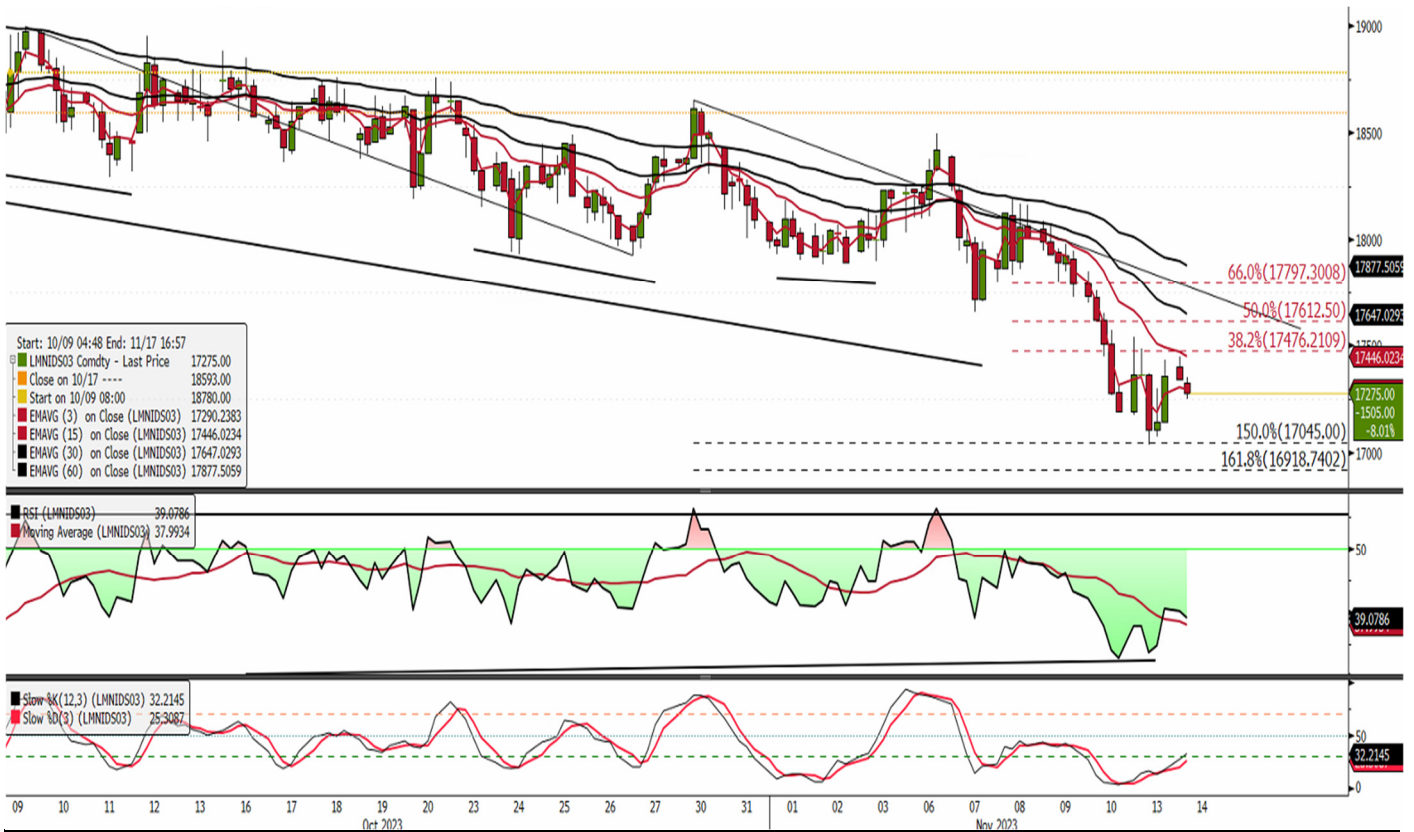 19000
18500
18000
17877.5059
66.0%(17797.3008)
50.0%(17612.50)
17647.0293
17500
38.2%(17476.2109)
17446.0234
17275.00
-1505.00
-8.01%
150.0%(17045.00)
17000
161.8%(16918.7402)
Start: 10/09 04:48 End: 11/17 16:57
LMNIDS03 Comdty - Last Price 17275.00
Close on 10/17 ---- 18593.00
Start on 10/09 08:00 18780.00
EMAVG (3) on Close (LMNIDS03) 17290.2383
EMAVG (15) on Close (LMNIDS03) 17446.0234
EMAVG (30) on Close (LMNIDS03) 17647.0293
EMAVG (60) on Close (LMNIDS03) 17877.5059
RSI (LMNIDS03) 39.0786
Moving Average (LMNIDS03) 37.9934
50
39.0786
Slow %K(12,3) (LMNIDS03) 32.2145
Slow %D(3) (LMNIDS03) 25.3087
50
32.2145
0
09 10 11 12 13 16 17 18 19 20 23 24 25 26 27 30 31 01 02 03 06 07 08 09 10 13 14
Oct 2023 Nov 2023